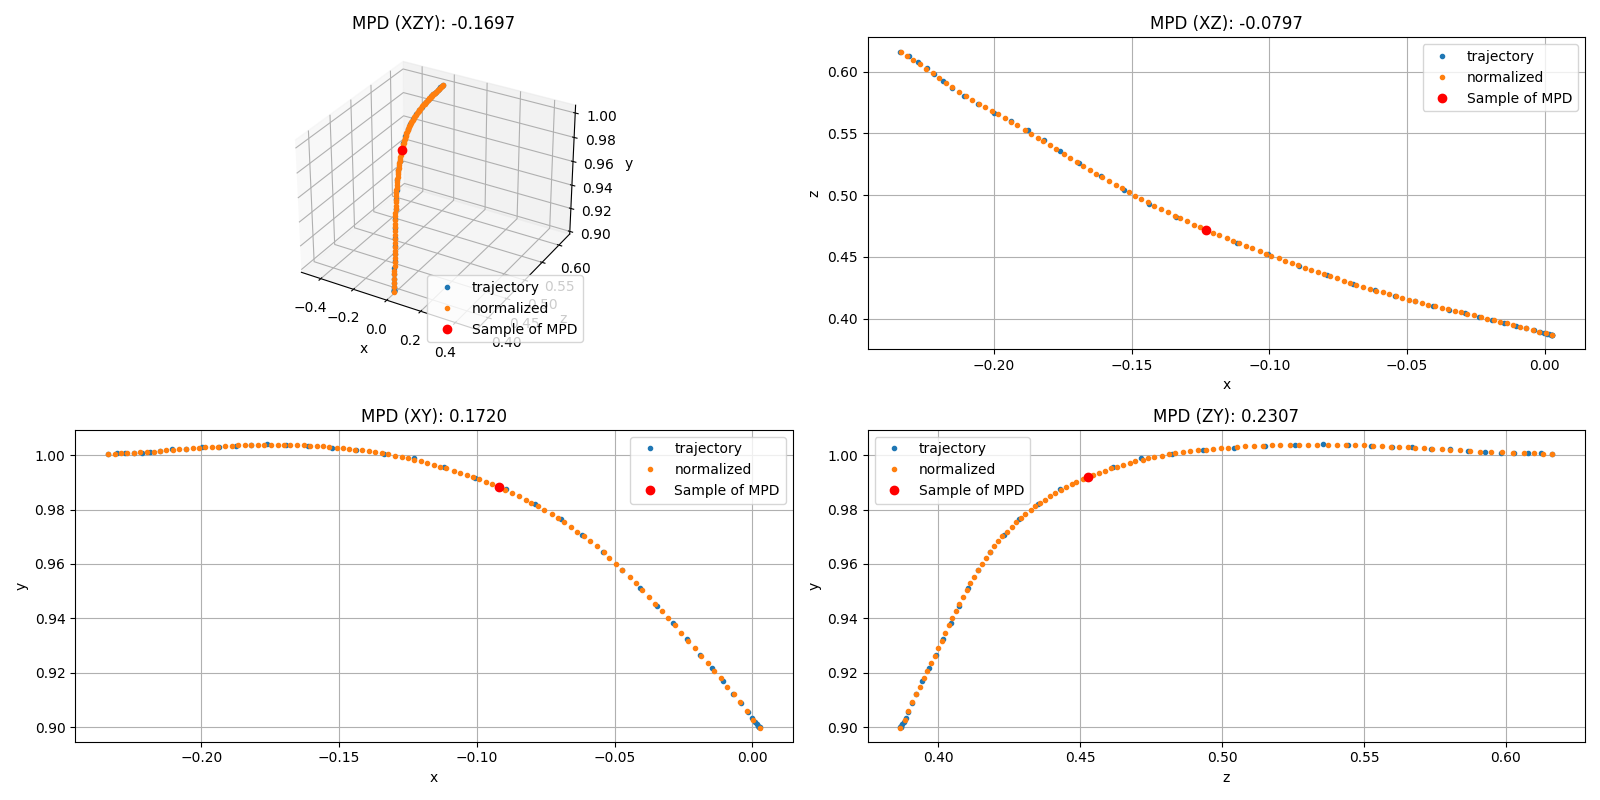 MPD (XZY): -0.1697
1.00
0.98
0.96
y
0.94
0.92
0.90
0.60
0.55
0.50
z
0.45
0.40
−0.4
−0.2
0.0
0.2
0.4
x
trajectory
normalized
Sample of MPD
MPD (XZ): -0.0797
trajectory
normalized
Sample of MPD
0.60
0.55
0.50
0.45
0.40
z
−0.20 −0.15 −0.10 −0.05 0.00
x
MPD (XY): 0.1720
trajectory
normalized
Sample of MPD
1.00
0.98
0.96
0.94
0.92
0.90
y
−0.20 −0.15 −0.10 −0.05 0.00
x
MPD (ZY): 0.2307
trajectory
normalized
Sample of MPD
1.00
0.98
0.96
0.94
0.92
0.90
y
0.40 0.45 0.50 0.55 0.60
z